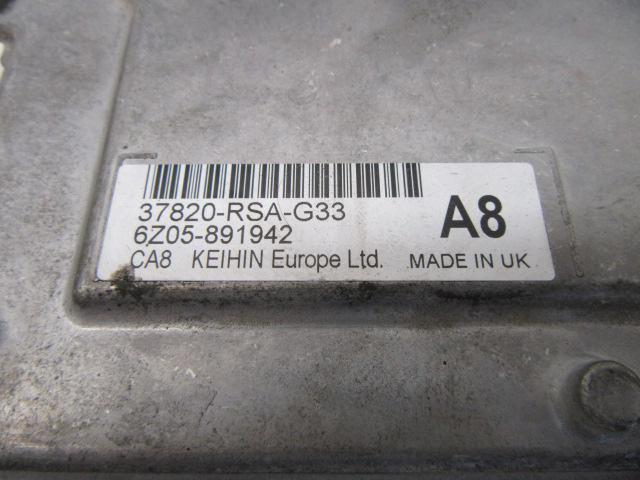 37820-RSA-G33
6Z05-891942
A8
CA8 KEIHIN Europe Ltd. MADE IN UK